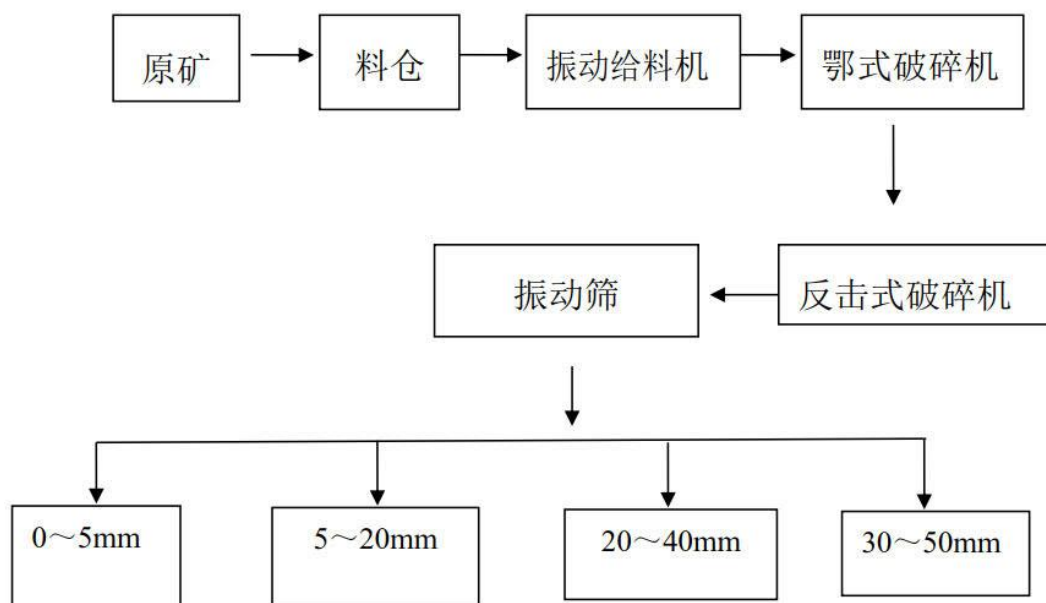 原矿
料仓
振动给料机
鄂式破碎机
振动筛
反击式破碎机
0～5mm
5～20mm
20～40mm
30～50mm